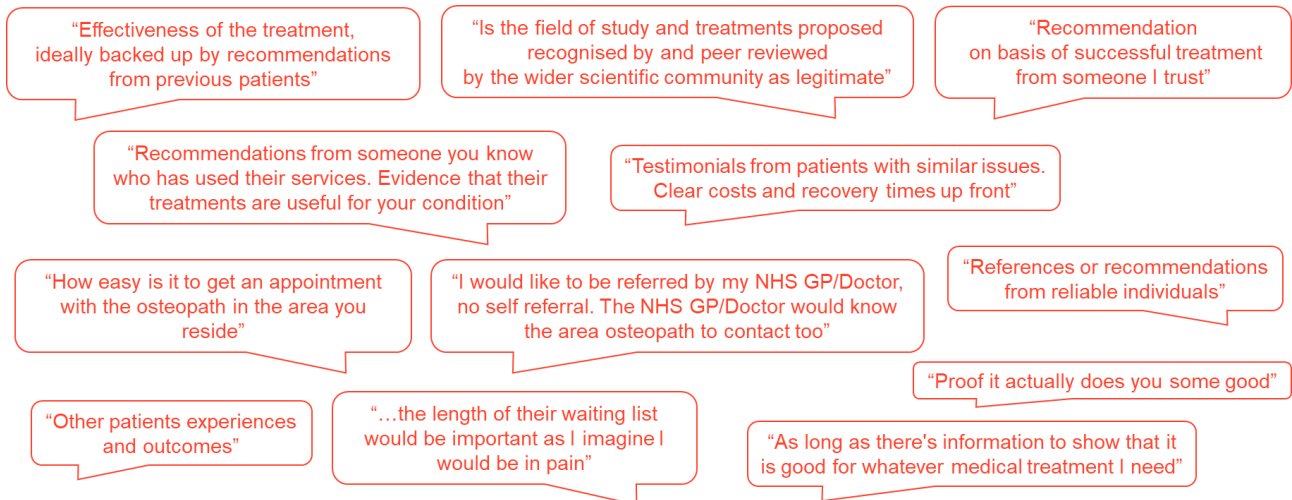 “Effectiveness of the treatment,
ideally backed up by recommendations
from previous patients”
“Is the field of study and treatments proposed
recognised by and peer reviewed
by the wider scientific community as legitimate”
“Recommendation
on basis of successful treatment
from someone I trust”
“Recommendations from someone you know
who has used their services. Evidence that their
treatments are useful for your condition”
“Testimonials from patients with similar issues.
Clear costs and recovery times up front”
“How easy is it to get an appointment
with the osteopath in the area you
reside”
“I would like to be referred by my NHS GP/Doctor,
no self referral. The NHS GP/Doctor would know
the area osteopath to contact too”
“References or recommendations
from reliable individuals”
“Proof it actually does you some good”
“Other patients experiences
and outcomes”
“…the length of their waiting list
would be important as I imagine I
would be in pain”
“As long as there's information to show that it
is good for whatever medical treatment I need”